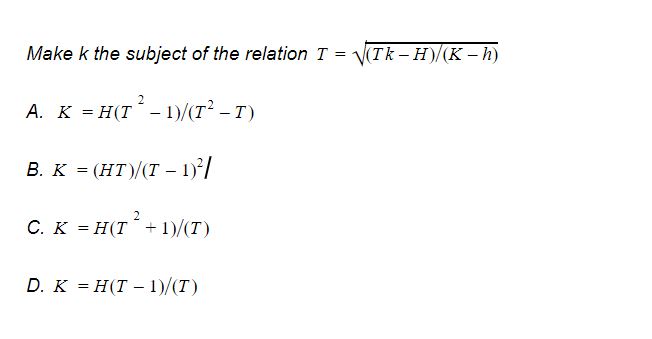 Make k the subject of the relation T = √(Tk – H)/(K – h)
A. K = H(T² – 1)/(T² – T)
B. K = (HT)/(T – 1)²/
C. K = H(T² + 1)/(T)
D. K = H(T – 1)/(T)